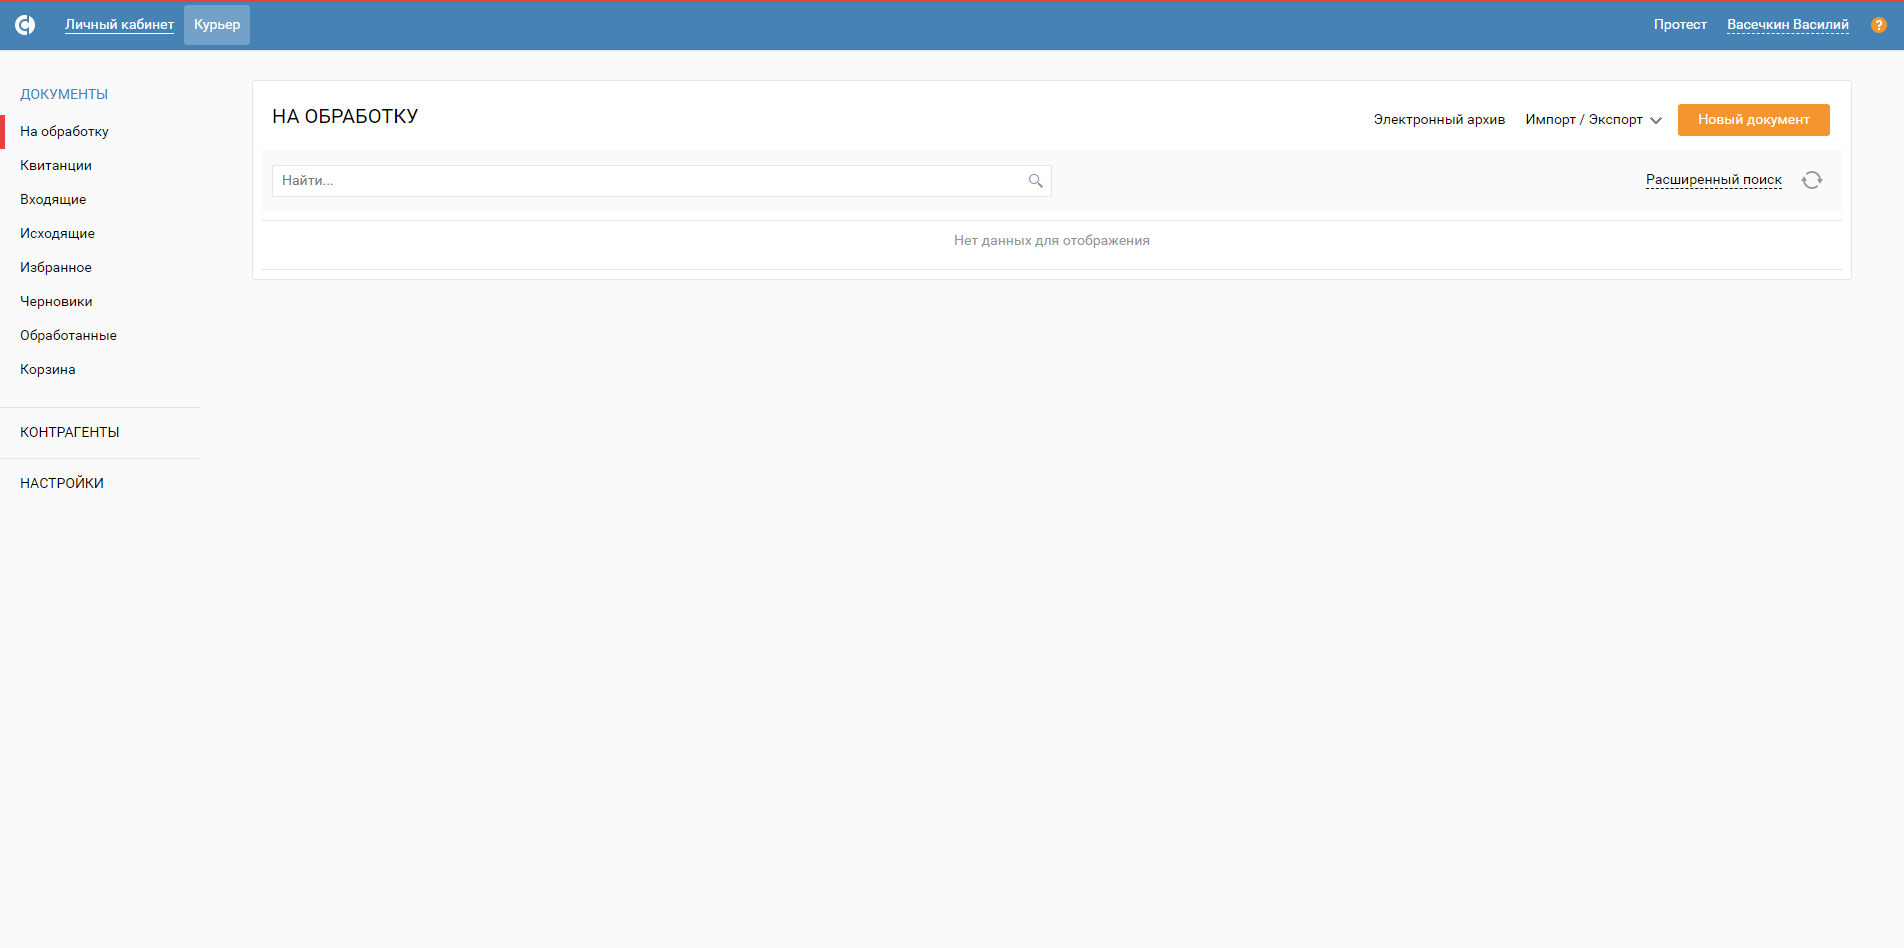 Личный кабинет Курьер Протест Васечкин Василий ?
ДОКУМЕНТЫ
На обработку
Квитанции
Входящие
Исходящие
Избранное
Черновики
Обработанные
Корзина
КОНТРАГЕНТЫ
НАСТРОЙКИ
НА ОБРАБОТКУ
Электронный архив Импорт / Экспорт Новый документ
Найти... Расширенный поиск
Нет данных для отображения